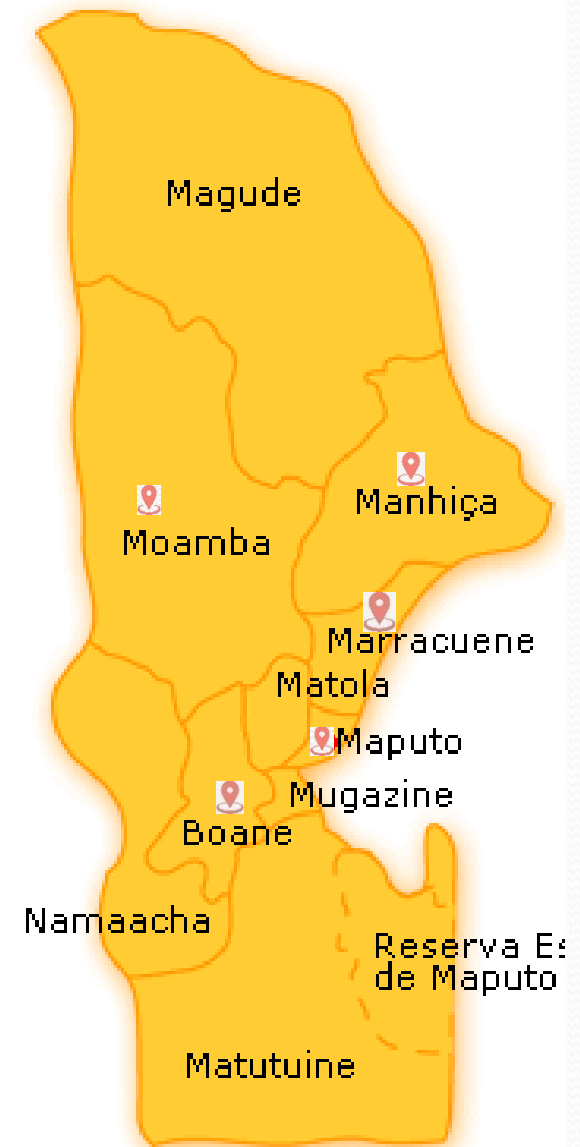 Magude
Manhiça
Moamba
Marracuene
Matola
Maputo
Mugazine
Boane
Namaacha
Reserva Es
de Maputo
Matutuine